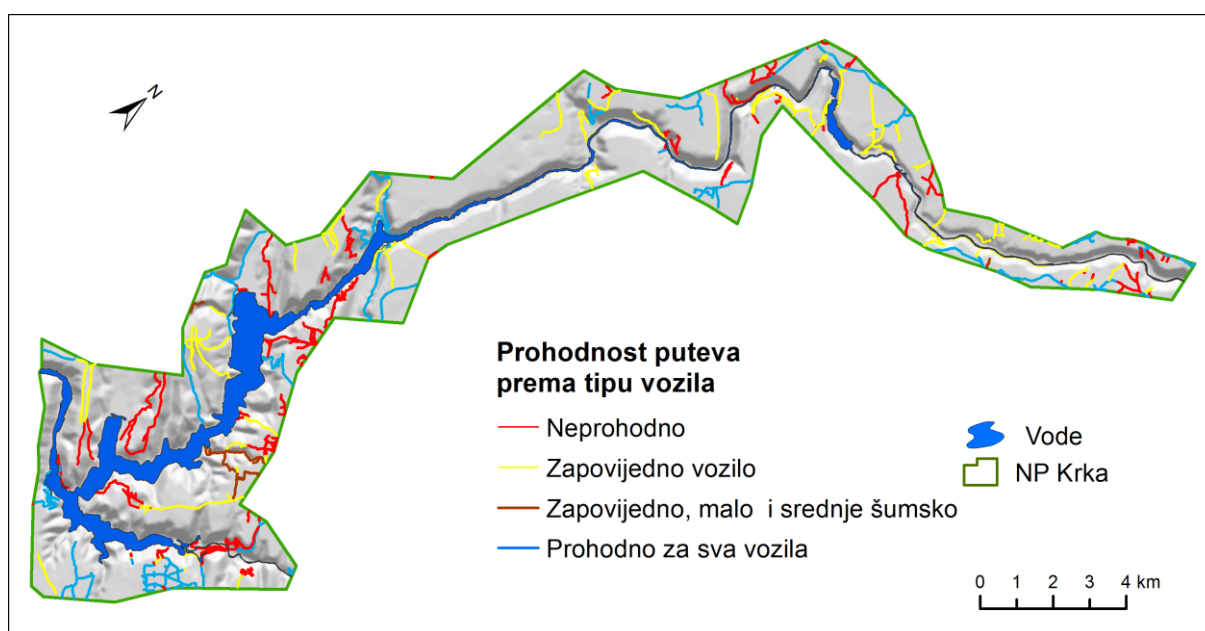 N
Prohodnost puteva
prema tipu vozila
Neprohodno
Zapovijedno vozilo
Zapovijedno, malo i srednje šumsko
Prohodno za sva vozila
Vode
NP Krka
0 1 2 3 4 km